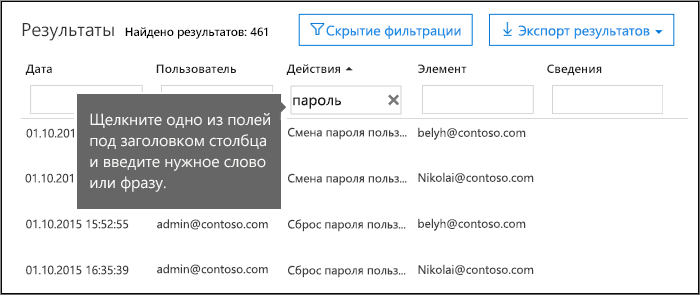 Результаты Найдено результатов: 461 Скрытие фильтрации Экспорт результатов
Дата Пользователь Действия Элемент Сведения
пароль
Щелкните одно из полей
под заголовком столбца
и введите нужное слово
или фразу.
01.10.201 Смена пароля польз... belyh@contoso.com
01.10.201 Смена пароля польз... Nikolai@contoso.com
01.10.2015 15:52:55 admin@contoso.com Сброс пароля польз... belyh@contoso.com
01.10.2015 16:35:39 admin@contoso.com Сброс пароля польз... Nikolai@contoso.com